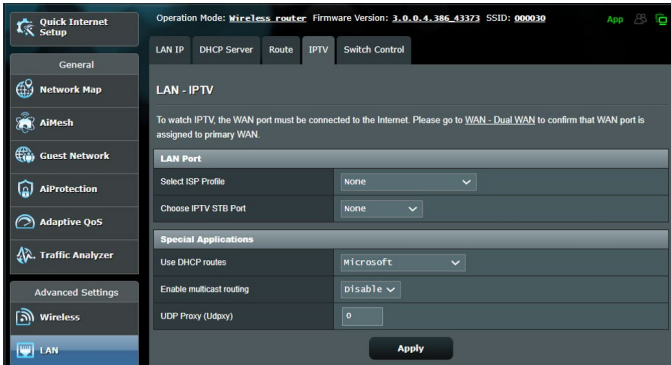 Quick Internet
Setup
Operation Mode: Wireless router Firmware Version: 3.0.0.4.386_43373 SSID: 000030
App
General
Network Map
AiMesh
Guest Network
AiProtection
Adaptive QoS
Traffic Analyzer
Advanced Settings
Wireless
LAN
LAN IP DHCP Server Route IPTV Switch Control
LAN - IPTV
To watch IPTV, the WAN port must be connected to the Internet. Please go to WAN - Dual WAN to confirm that WAN port is
assigned to primary WAN.
LAN Port
Select ISP Profile None
Choose IPTV STB Port None
Special Applications
Use DHCP routes Microsoft
Enable multicast routing Disable
UDP Proxy (Udpxy) 0
Apply